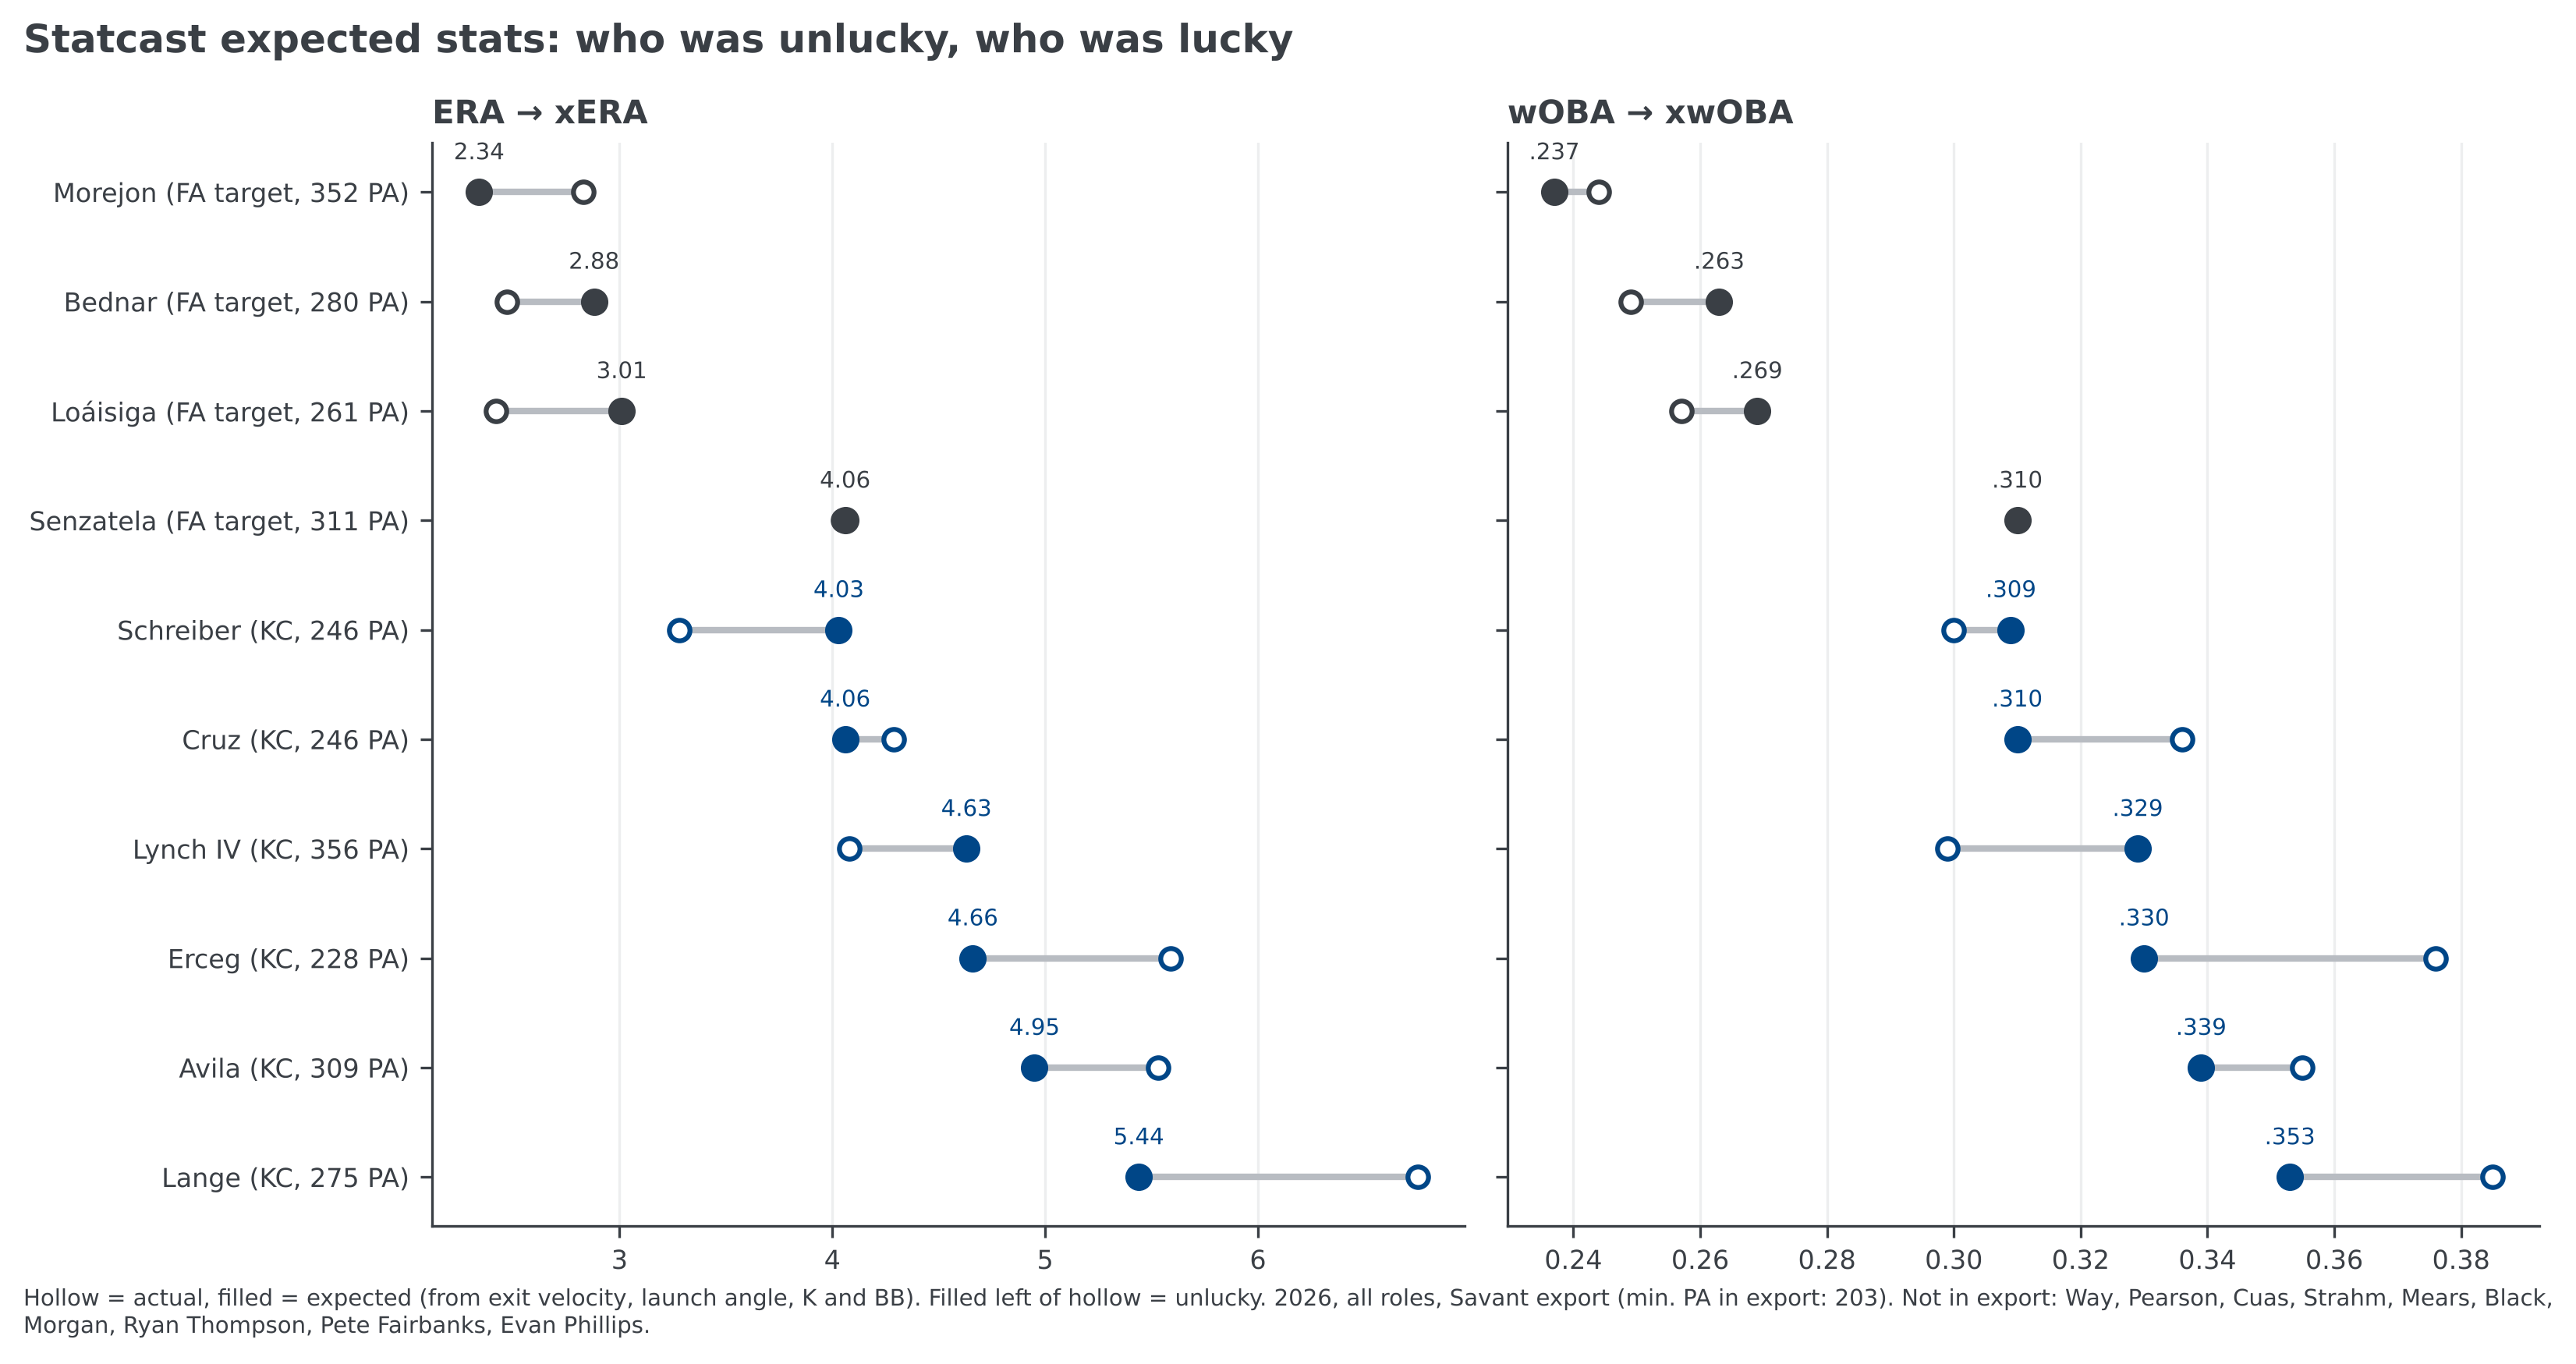 Statcast expected stats: who was unlucky, who was lucky
ERA → xERA
2.34
Morejon (FA target, 352 PA)
2.88
Bednar (FA target, 280 PA)
3.01
Loáisiga (FA target, 261 PA)
4.06
Senzatela (FA target, 311 PA)
4.03
Schreiber (KC, 246 PA)
4.06
Cruz (KC, 246 PA)
4.63
Lynch IV (KC, 356 PA)
4.66
Erceg (KC, 228 PA)
4.95
Avila (KC, 309 PA)
5.44
Lange (KC, 275 PA)
3 4 5 6
wOBA → xwOBA
.237
.263
.269
.310
.309
.310
.329
.330
.339
.353
0.24 0.26 0.28 0.30 0.32 0.34 0.36 0.38
Hollow = actual, filled = expected (from exit velocity, launch angle, K and BB). Filled left of hollow = unlucky. 2026, all roles, Savant export (min. PA in export: 203). Not in export: Way, Pearson, Cuas, Strahm, Mears, Black,
Morgan, Ryan Thompson, Pete Fairbanks, Evan Phillips.